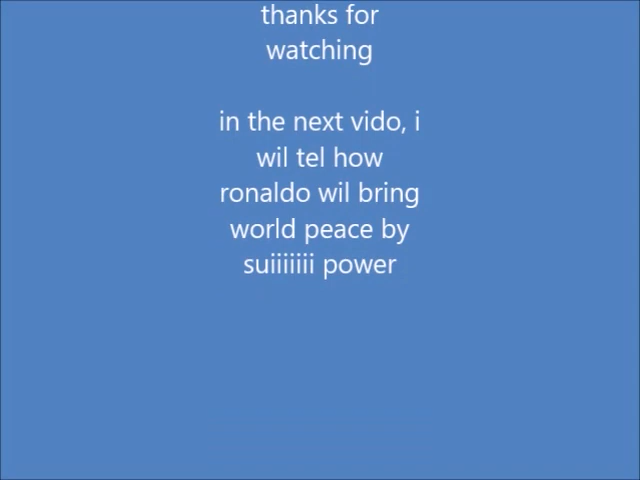 thanks for
watching
in the next vido, i
wil tel how
ronaldo wil bring
world peace by
suiiiiiii power